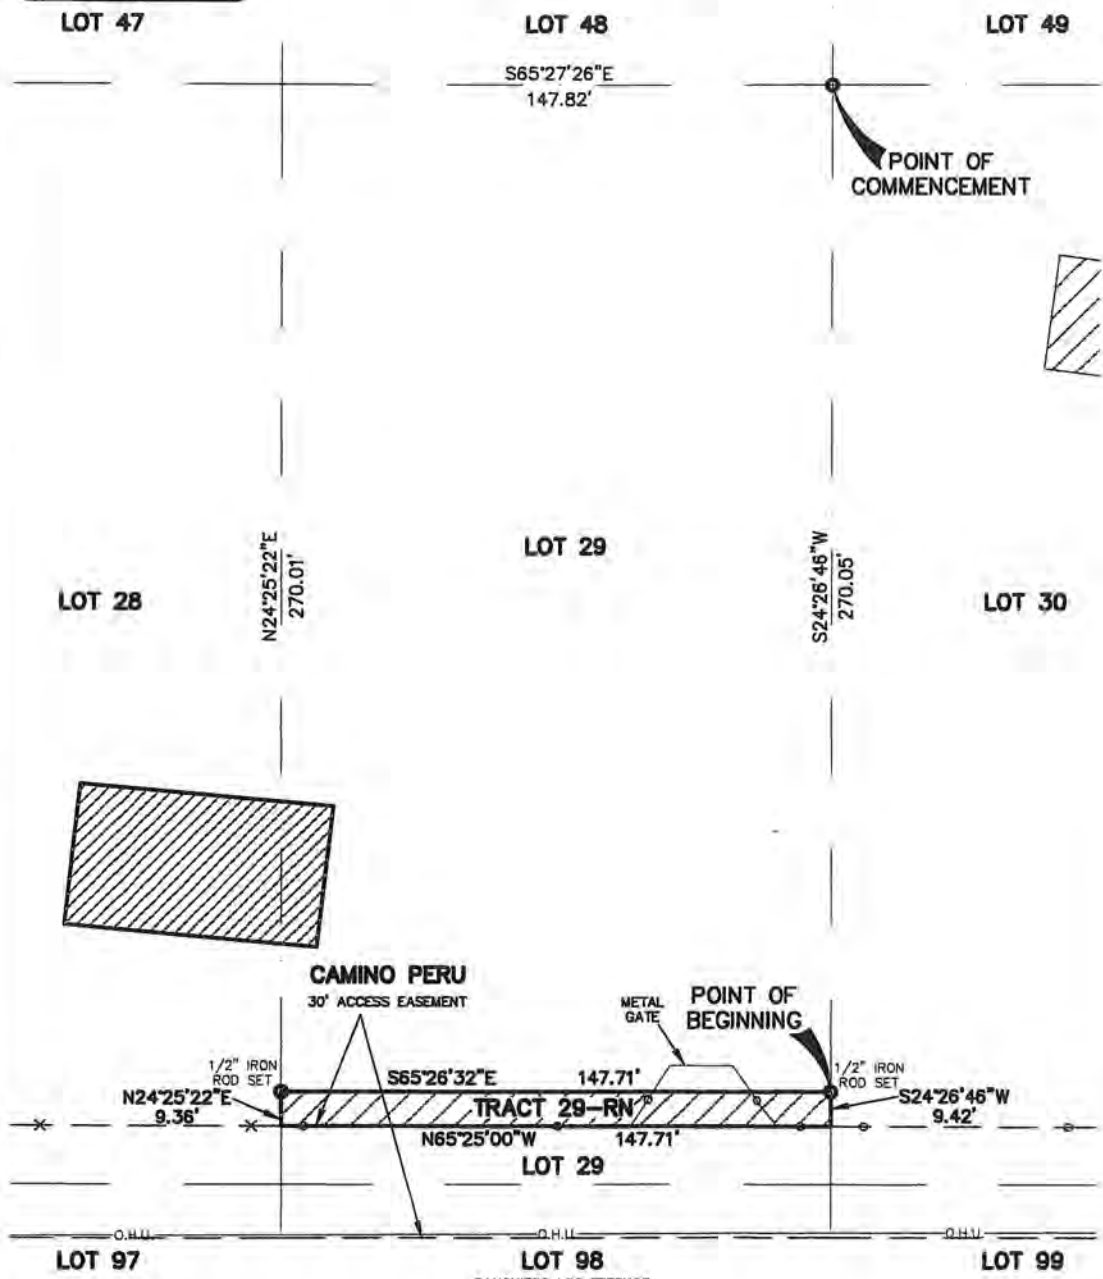 LOT 47
LOT 48
LOT 49
S65°27'26"E
147.82'
POINT OF
COMMENCEMENT
N24°25'22"E
270.01'
LOT 29
S24°26'46"W
270.05'
LOT 28
LOT 30
CAMINO PERU
30' ACCESS EASEMENT
METAL
GATE
POINT OF
BEGINNING
1/2" IRON
ROD SET
1/2" IRON
ROD SET
S65°26'32"E 147.71'
N24°25'22"E
9.36'
TRACT 29-RN
S24°26'46"W
9.42'
N65°25'00"W 147.71'
LOT 29
O.H.U.
O.H.U.
O.H.U.
LOT 97
LOT 98
LOT 99